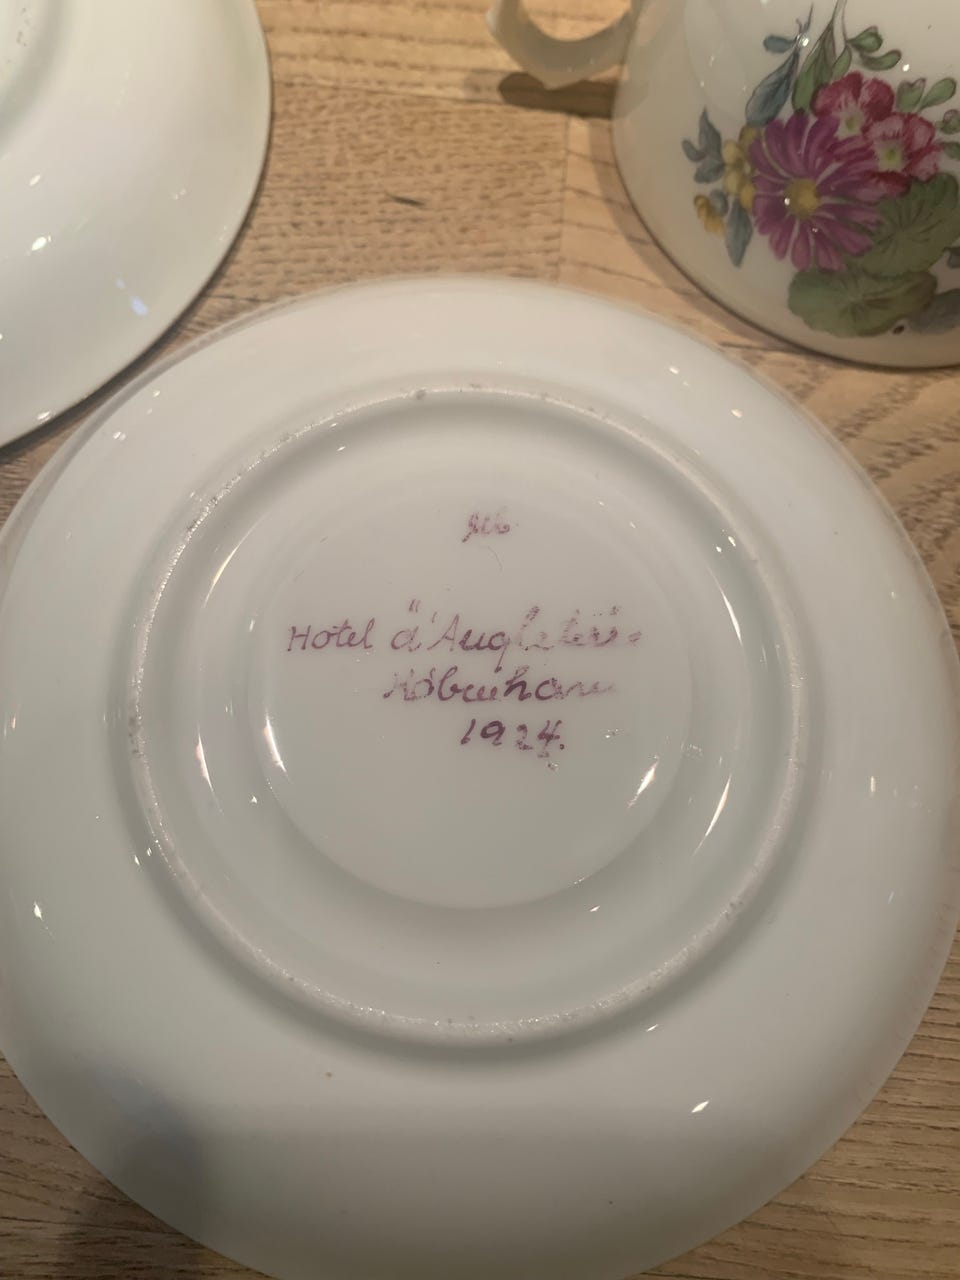 Hotel d'Angleterre
København
1924.